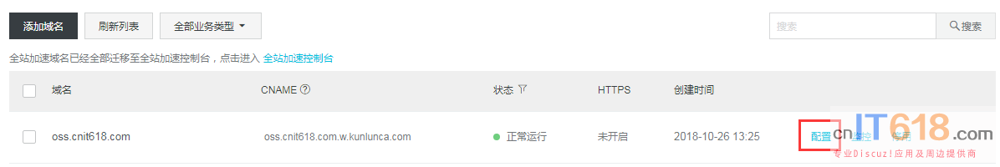 添加域名 刷新列表 全部业务类型 搜索 搜索
全站加速域名已经全部迁移至全站加速控制台，点击进入 全站加速控制台
域名 CNAME 状态 HTTPS 创建时间
oss.cnit618.com oss.cnit618.com.w.kunlunca.com 正常运行 未开启 2018-10-26 13:25 配置 监控 停用
cnIT618.com
专业Discuz!应用及周边提供商